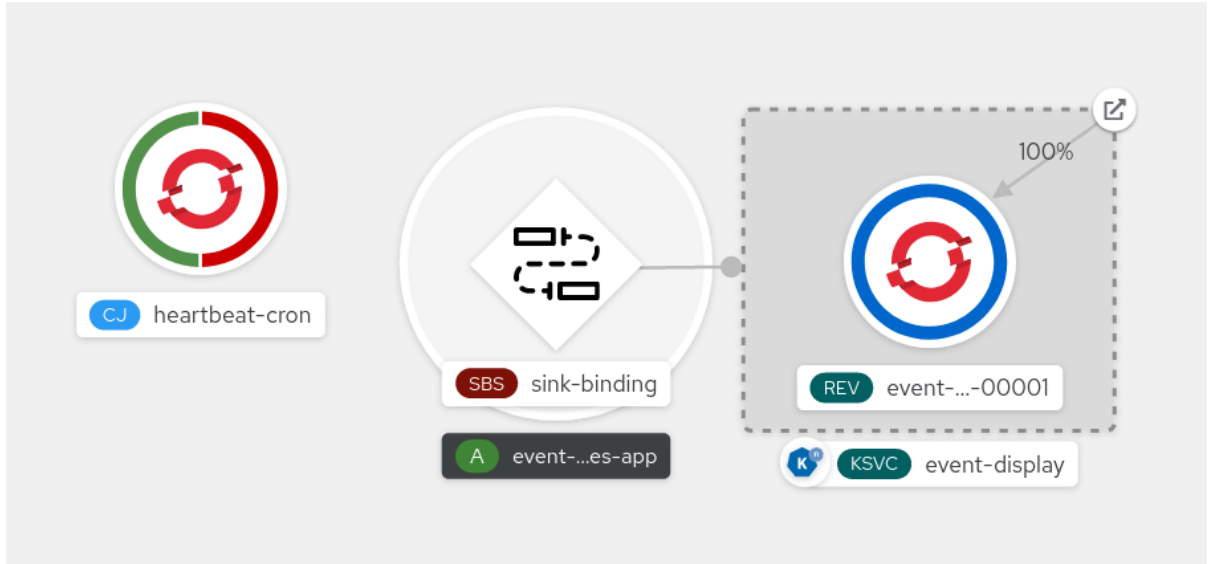 100%
CJ heartbeat-cron
SBS sink-binding
REV event-...-00001
A event-...es-app
K n KSVC event-display